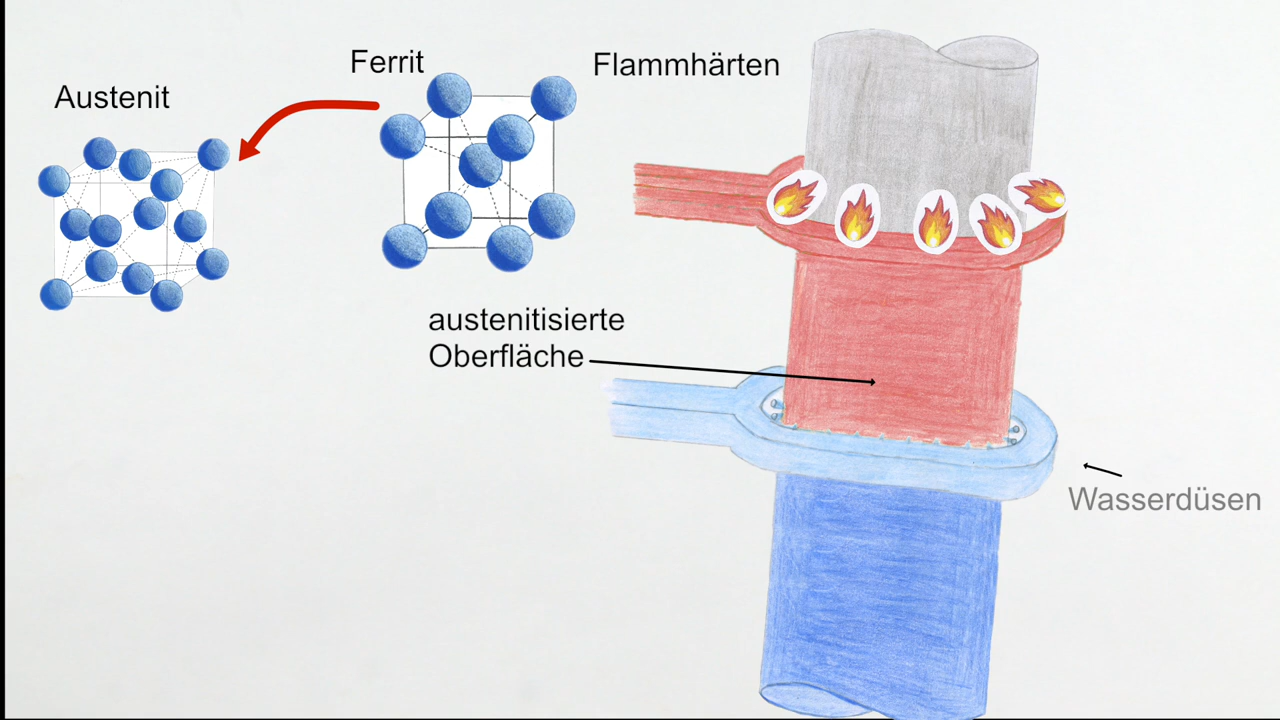 Austenit
Ferrit
Flammhärten
austenitisierte
Oberfläche
Wasserdüsen